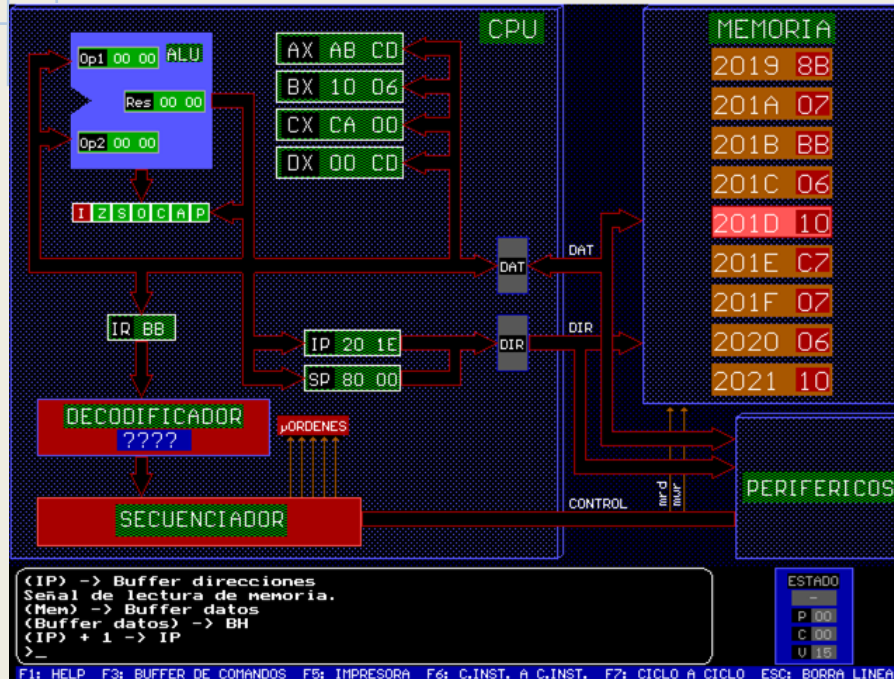 CPU
MEMORIA
Op1 00 00 ALU
Res 00 00
Op2 00 00
I Z S O C A P
AX AB CD
BX 10 06
CX CA 00
DX 00 CD
2019 8B
201A 07
201B BB
201C 06
201D 10
201E C7
201F 07
2020 06
2021 10
DAT
DAT
IR BB
IP 20 1E
SP 80 00
DIR
DIR
DECODIFICADOR
????
µORDENES
SECUENCIADOR
CONTROL
mrd
mwr
PERIFERICOS
(IP) -> Buffer direcciones
Señal de lectura de memoria.
(Mem) -> Buffer datos
(Buffer datos) -> BH
(IP) + 1 -> IP
>_
ESTADO
-
P 00
C 00
V 15
F1: HELP F3: BUFFER DE COMANDOS F5: IMPRESORA F6: C.INST. A C.INST. F7: CICLO A CICLO ESC: BORRA LINEA